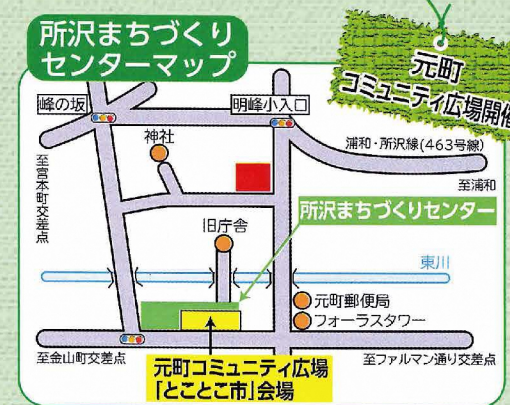 所沢まちづくり
センターマップ
元町
コミュニティ広場開催
峰の坂
明峰小入口
神社
浦和・所沢線(463号線)
至浦和
至宮本町交差点
所沢まちづくりセンター
旧庁舎
東川
元町郵便局
フォーラスタワー
至金山町交差点
至ファルマン通り交差点
元町コミュニティ広場
「とことこ市」会場